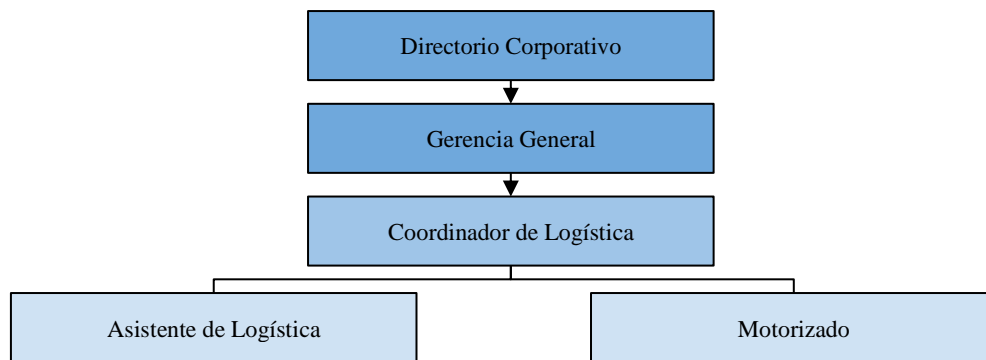 Directorio Corporativo
Gerencia General
Coordinador de Logística
Asistente de Logística
Motorizado